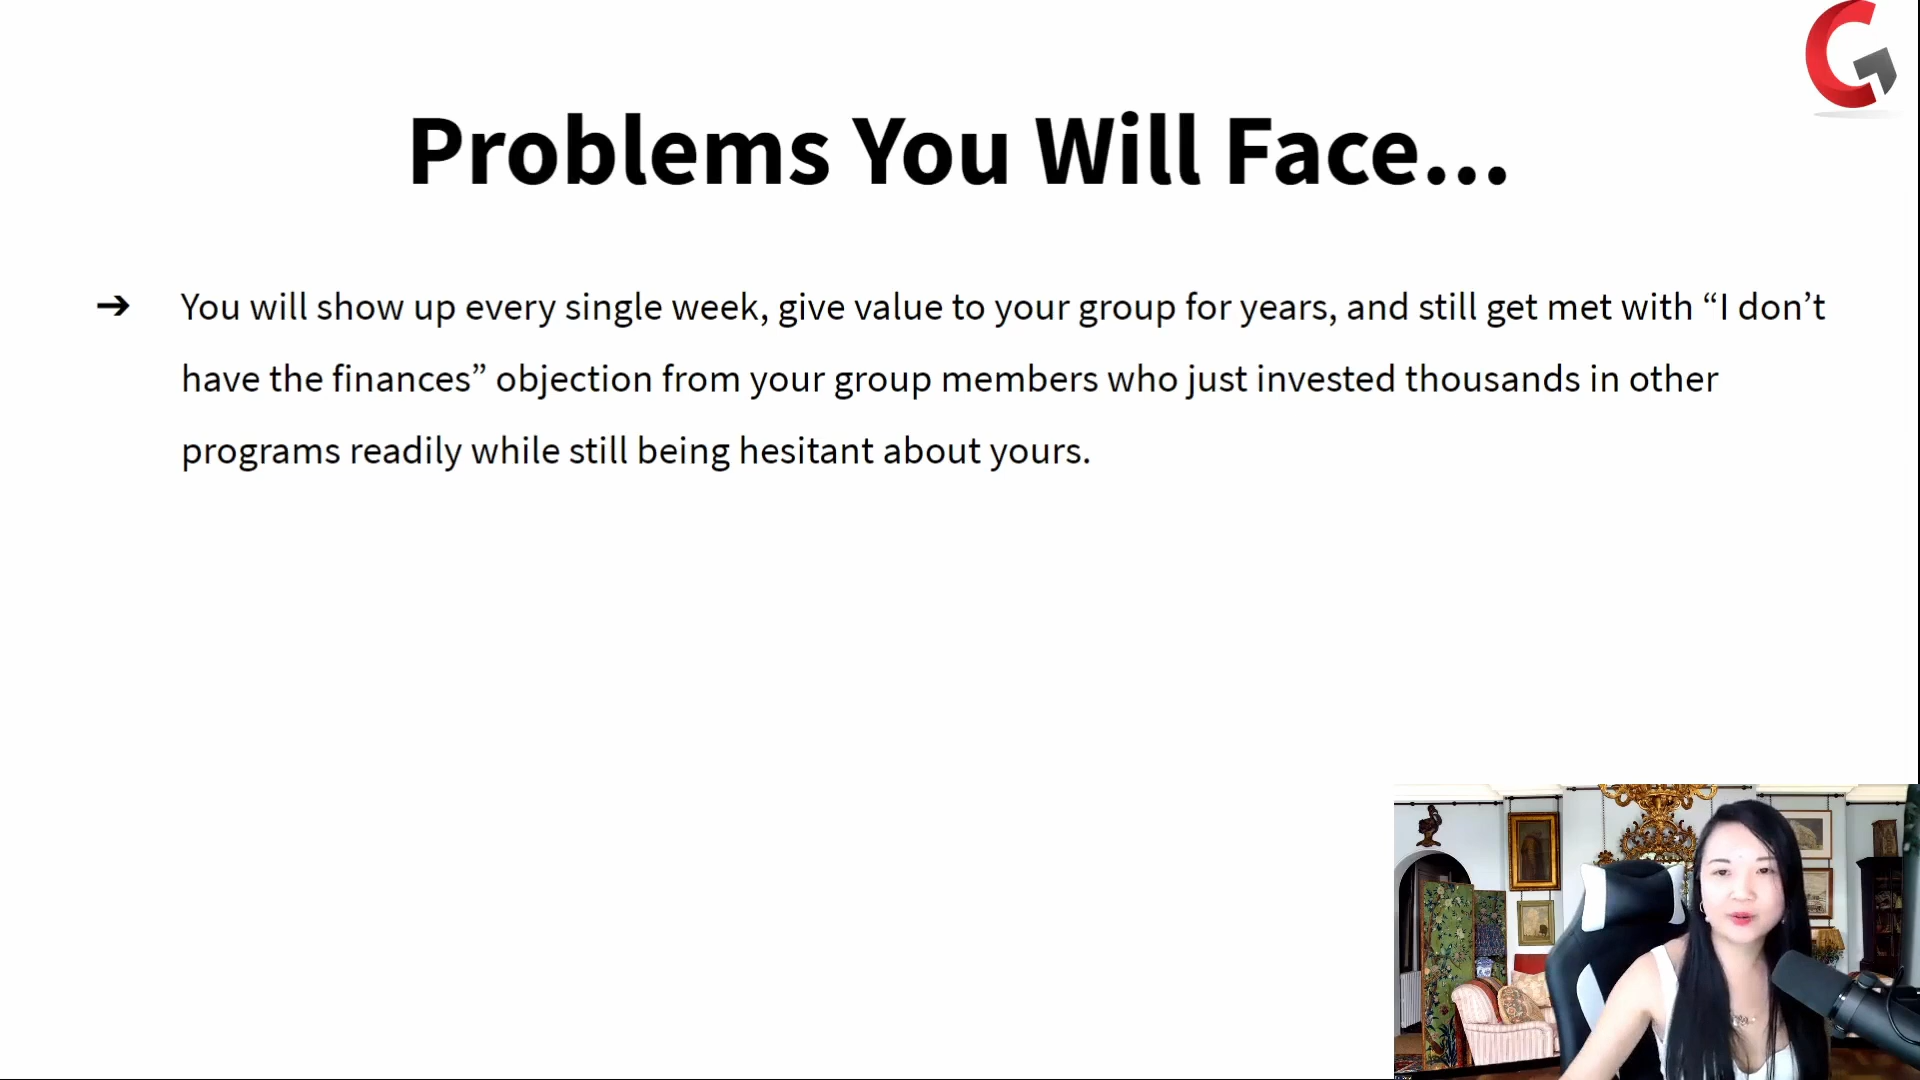 Problems You Will Face...
➔ You will show up every single week, give value to your group for years, and still get met with “I don’t
have the finances” objection from your group members who just invested thousands in other
programs readily while still being hesitant about yours.